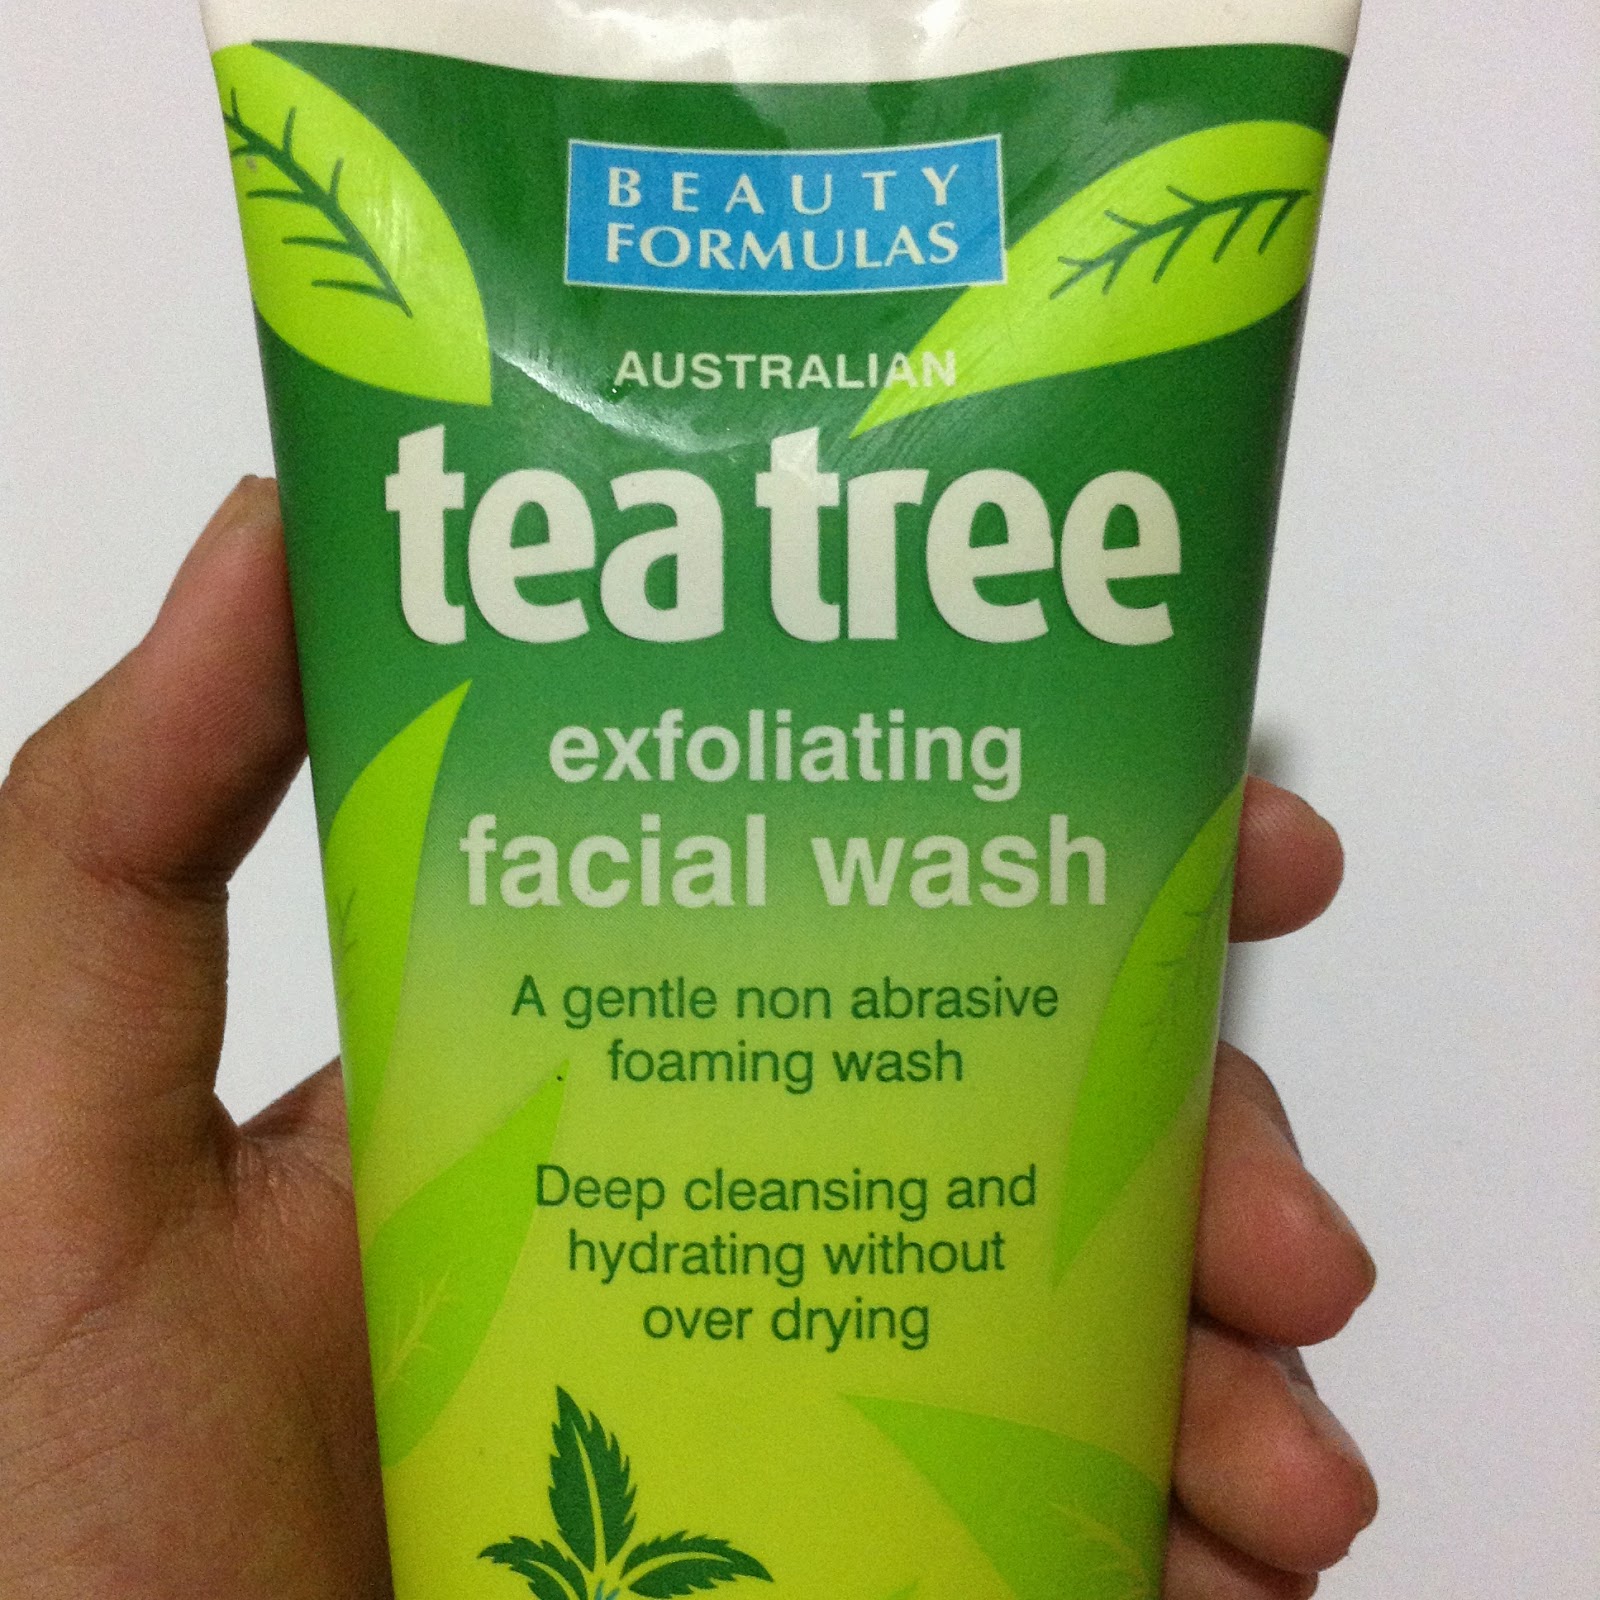 BEAUTY
FORMULAS
AUSTRALIAN
tea tree
exfoliating
facial wash
A gentle non abrasive
foaming wash
Deep cleansing and
hydrating without
over drying